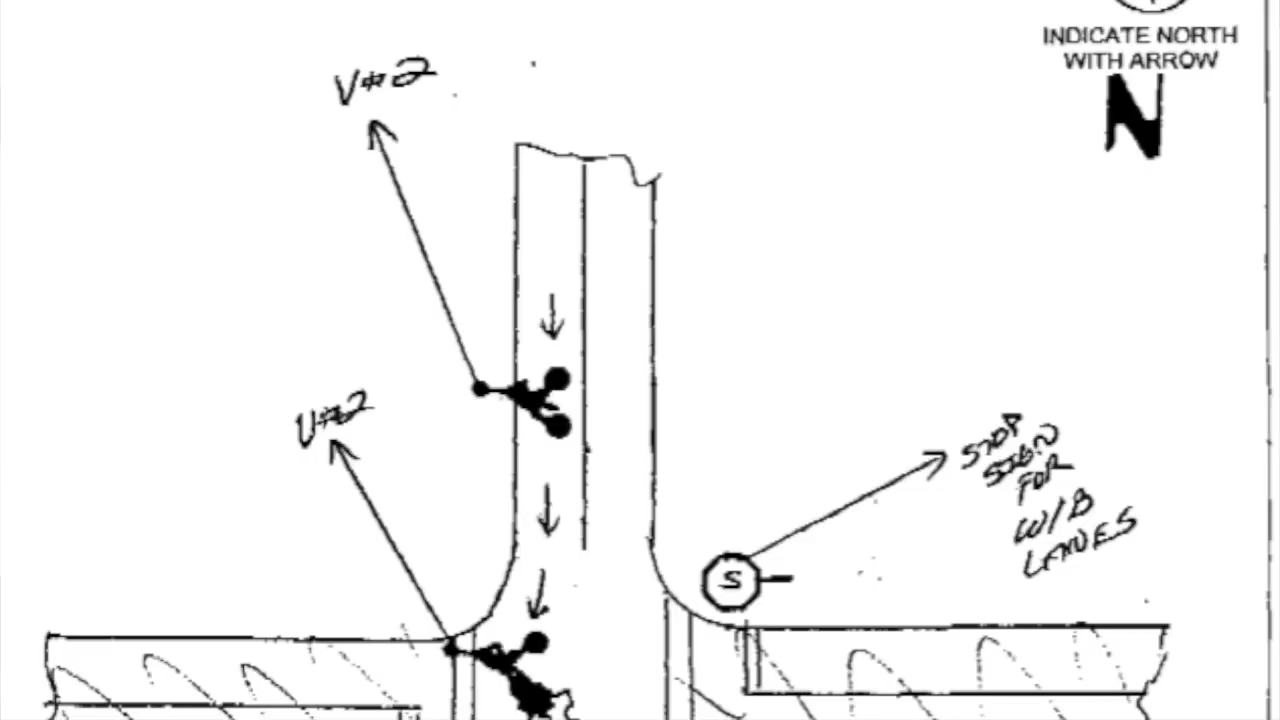 INDICATE NORTH
WITH ARROW
N
V#2
V#2
STOP
SIGN
FOR
W/B
LANES
S